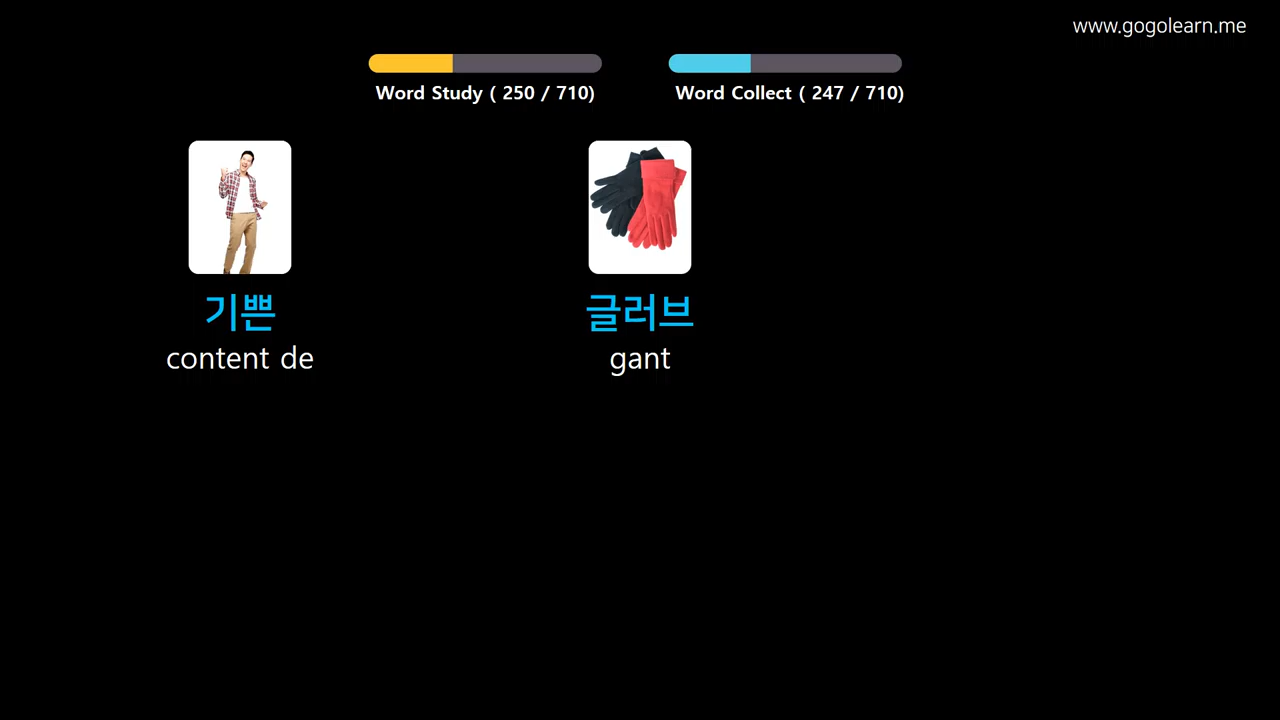 www.gogolearn.me
Word Study ( 250 / 710)
Word Collect ( 247 / 710)
기쁜
content de
글러브
gant